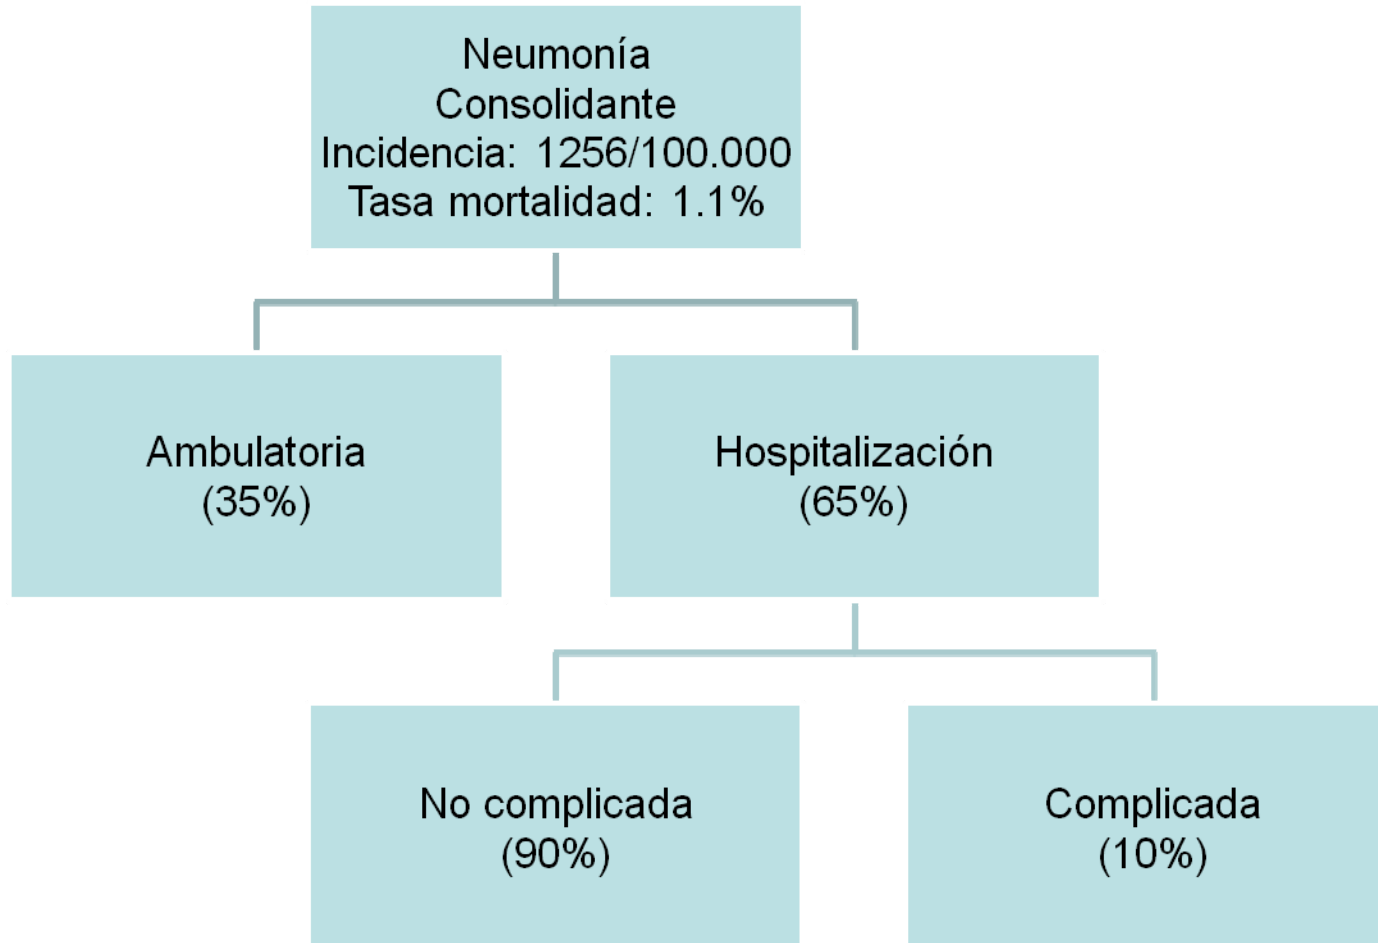 Neumonía
Consolidante
Incidencia: 1256/100.000
Tasa mortalidad: 1.1%
Ambulatoria
(35%)
Hospitalización
(65%)
No complicada
(90%)
Complicada
(10%)